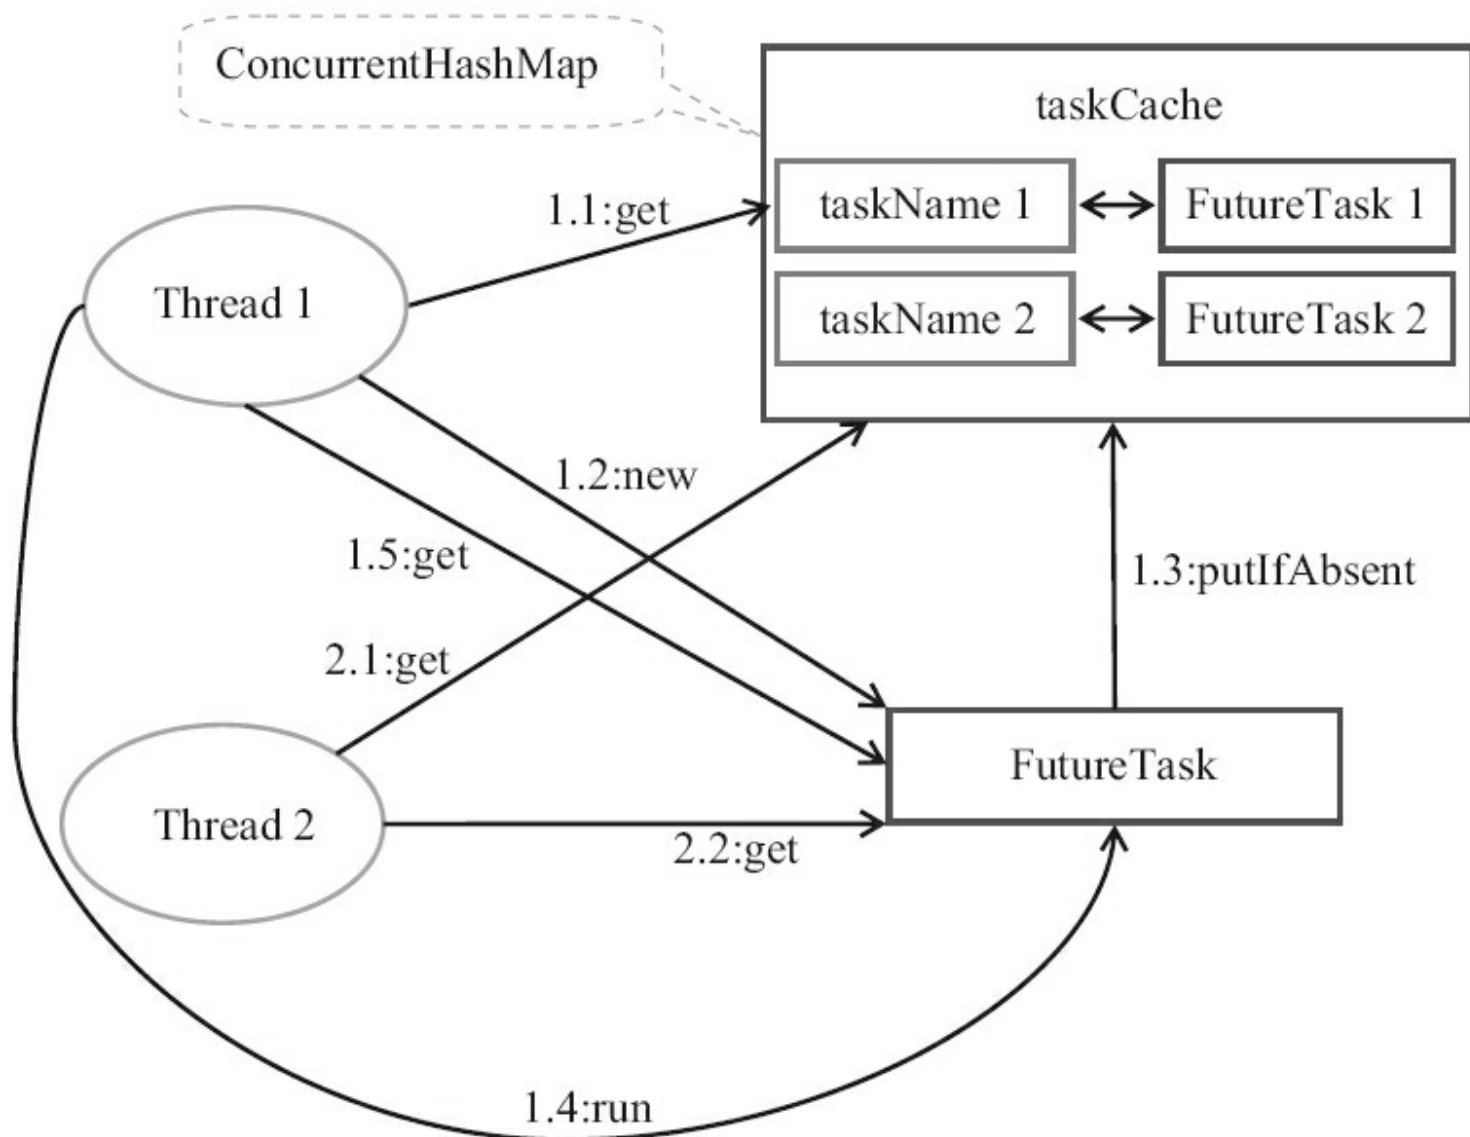 ConcurrentHashMap
taskCache
taskName 1
FutureTask 1
taskName 2
FutureTask 2
1.1:get
Thread 1
1.2:new
1.5:get
1.3:putIfAbsent
2.1:get
FutureTask
Thread 2
2.2:get
1.4:run